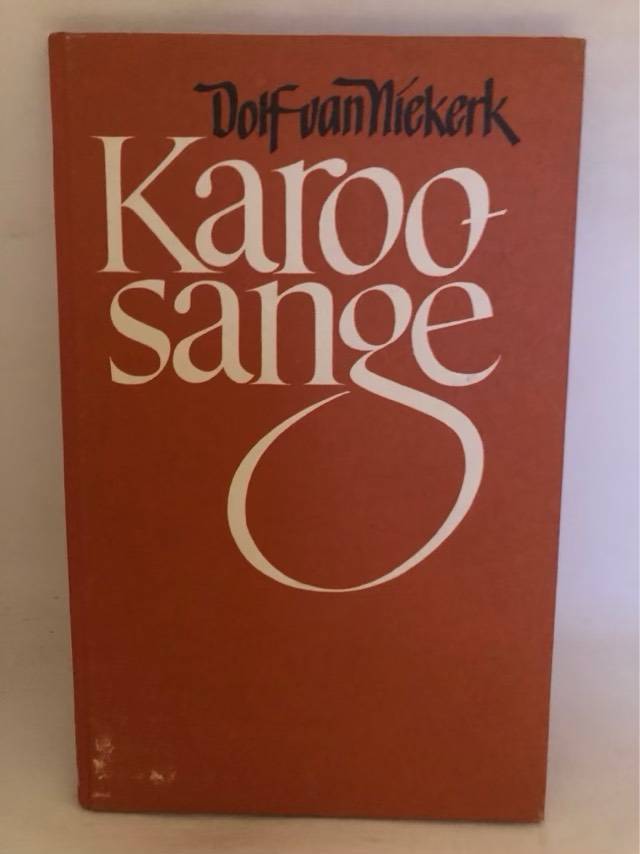 Dolf van Niekerk
Karoo-
sange